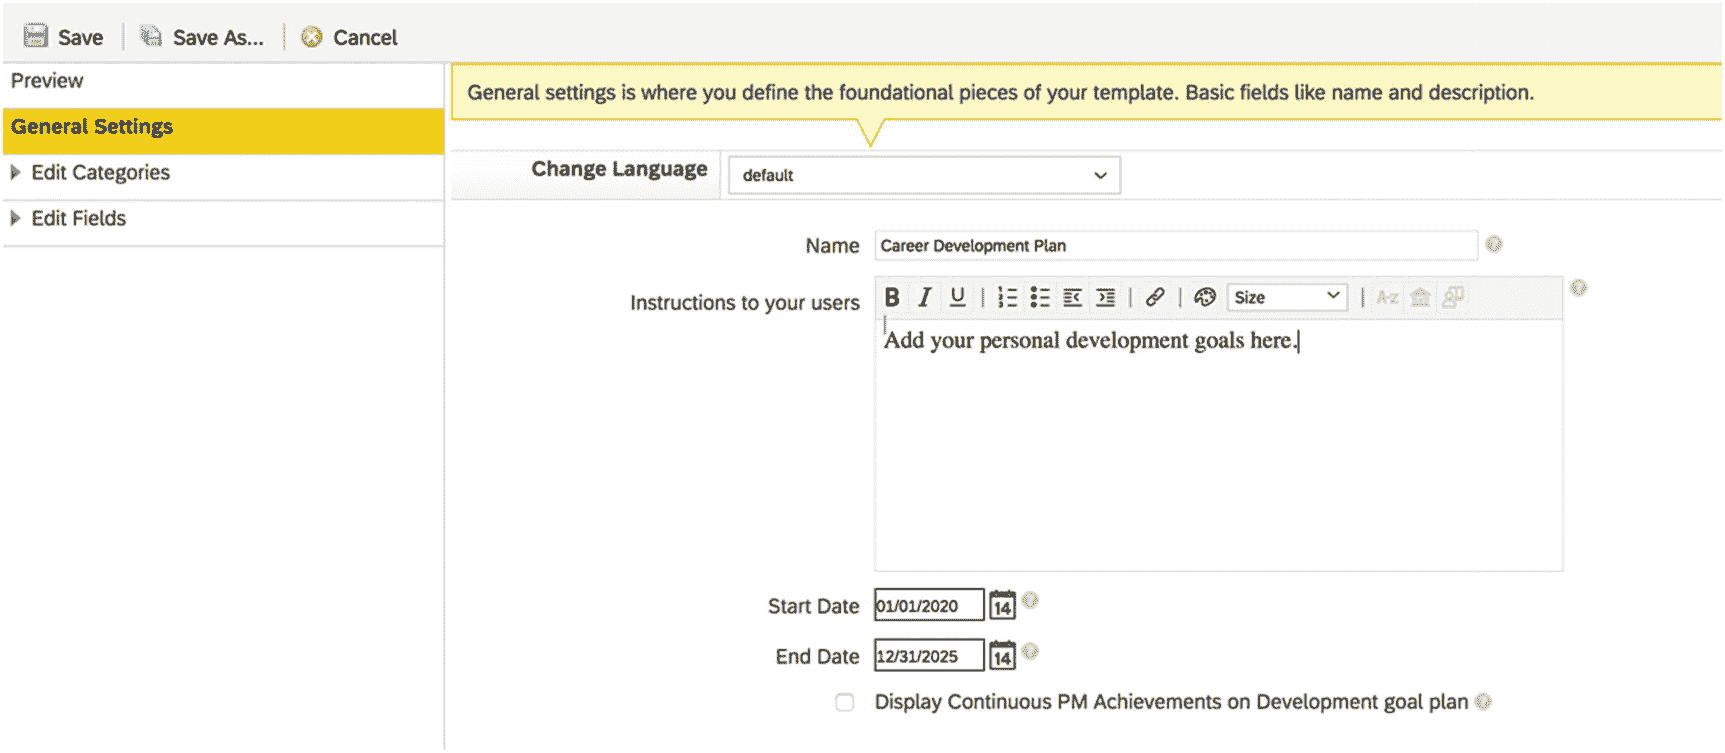 Save Save As... Cancel
Preview
General settings is where you define the foundational pieces of your template. Basic fields like name and description.
General Settings
Change Language default
Edit Categories
Edit Fields
Name Career Development Plan
Instructions to your users B I U Size A-z
Add your personal development goals here.
Start Date 01/01/2020 14
End Date 12/31/2025 14
Display Continuous PM Achievements on Development goal plan